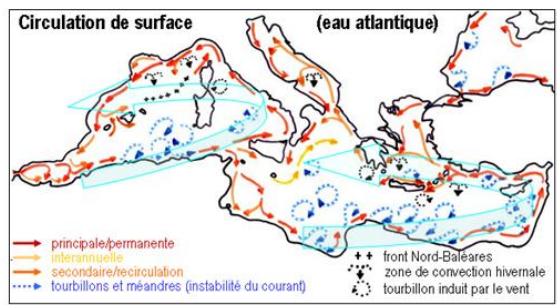 Circulation de surface (eau atlantique)
principale/permanente
interannuelle
secondaire/recirculation
tourbillons et méandres (instabilité du courant)
front Nord-Baléares
zone de convection hivernale
tourbillon induit par le vent